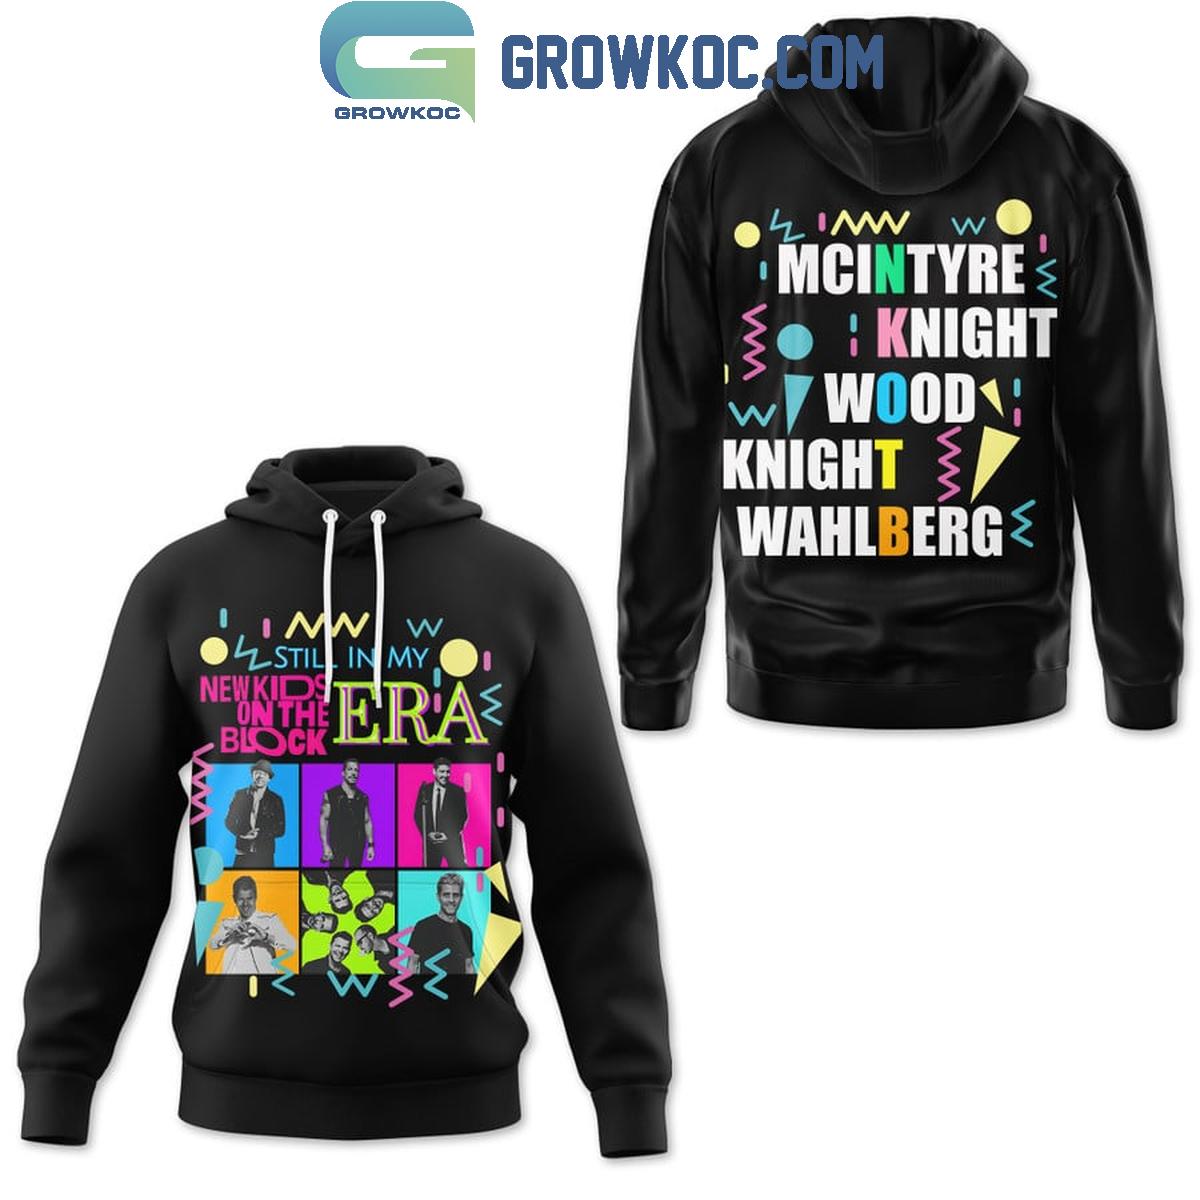 GROWKOC
GROWKOC.COM
MCINTYRE
KNIGHT
WOOD
KNIGHT
WAHLBERG
STILL IN MY
NEW KIDS
ON THE
BLOCK
ERA